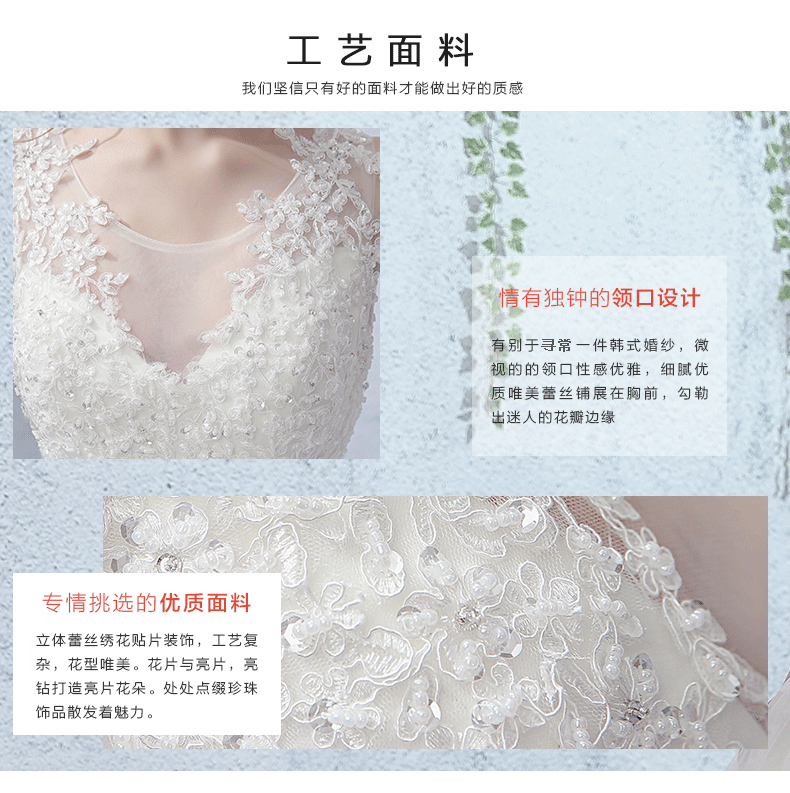 工艺面料
我们坚信只有好的面料才能做出好的质感
情有独钟的领口设计
有别于寻常一件韩式婚纱，微
视的的领口性感优雅，细腻优
质唯美蕾丝铺展在胸前，勾勒
出迷人的花瓣边缘
专情挑选的优质面料
立体蕾丝绣花贴片装饰，工艺复
杂，花型唯美。花片与亮片，亮
钻打造亮片花朵。处处点缀珍珠
饰品散发着魅力。